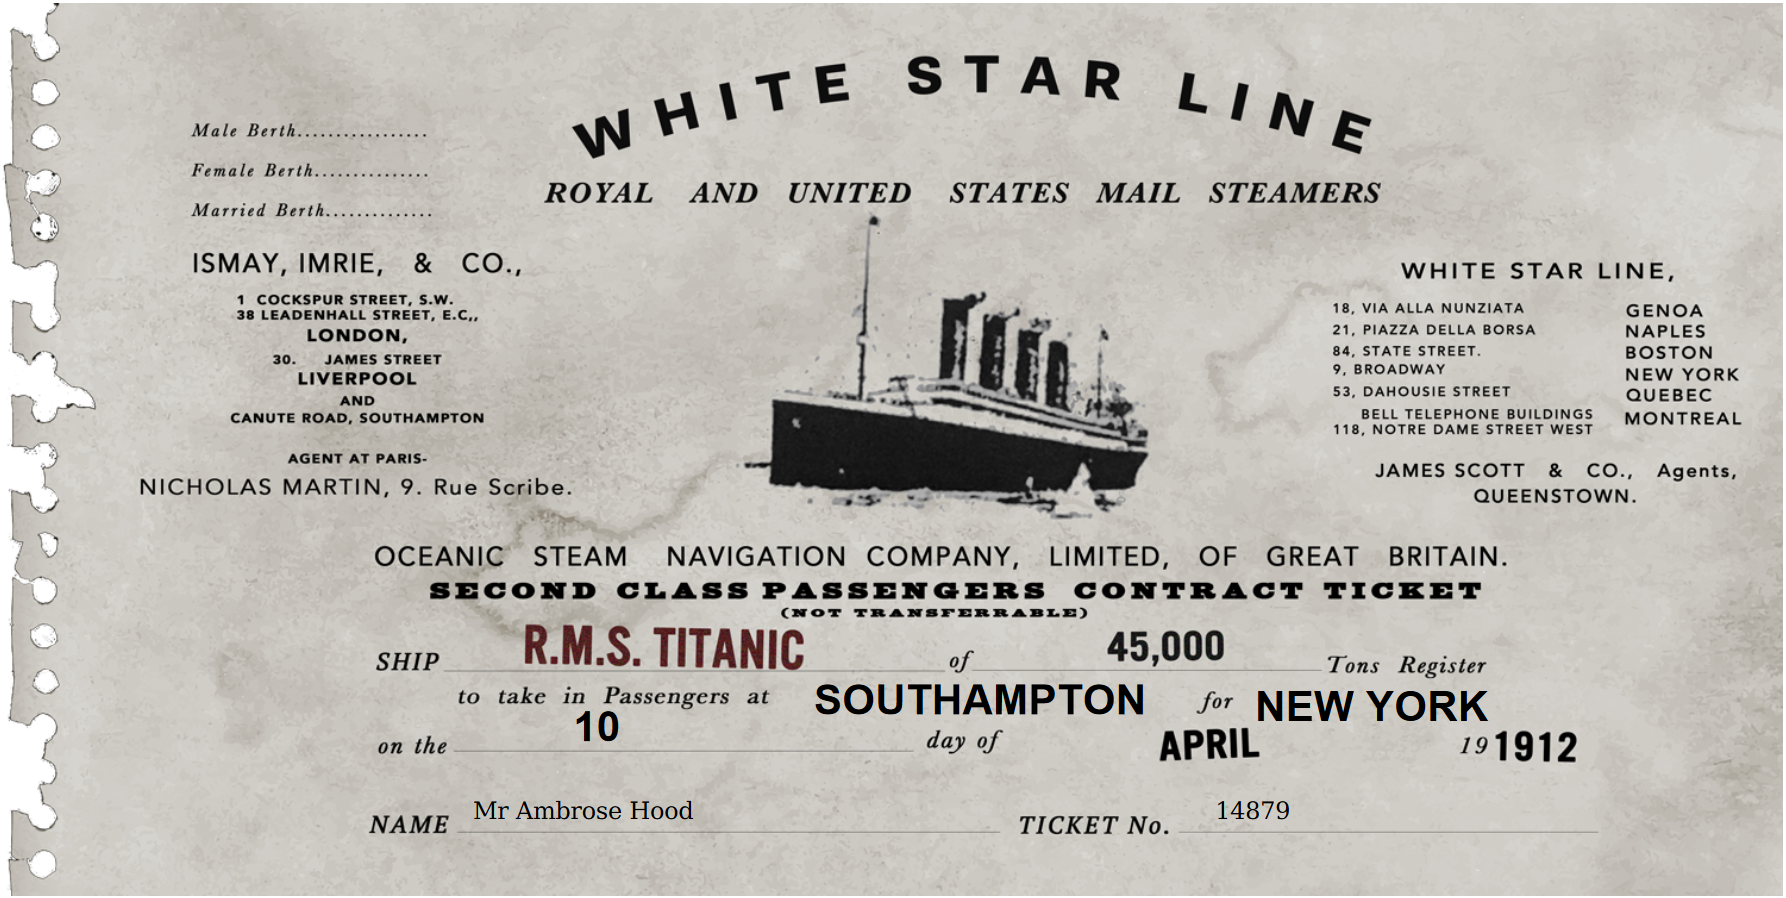 WHITE STAR LINE
ROYAL AND UNITED STATES MAIL STEAMERS
Male Berth.................
Female Berth...............
Married Berth..............
ISMAY, IMRIE, & CO.,
1 COCKSPUR STREET, S.W.
38 LEADENHALL STREET, E.C,,
LONDON,
30. JAMES STREET
LIVERPOOL
AND
CANUTE ROAD, SOUTHAMPTON
AGENT AT PARIS-
NICHOLAS MARTIN, 9. Rue Scribe.
WHITE STAR LINE,
18, VIA ALLA NUNZIATA GENOA
21, PIAZZA DELLA BORSA NAPLES
84, STATE STREET. BOSTON
9, BROADWAY NEW YORK
53, DAHOUSIE STREET QUEBEC
BELL TELEPHONE BUILDINGS MONTREAL
118, NOTRE DAME STREET WEST
JAMES SCOTT & CO., Agents,
QUEENSTOWN.
OCEANIC STEAM NAVIGATION COMPANY, LIMITED, OF GREAT BRITAIN.
SECOND CLASS PASSENGERS CONTRACT TICKET
(NOT TRANSFERRABLE)
SHIP R.M.S. TITANIC of 45,000 Tons Register
to take in Passengers at SOUTHAMPTON for NEW YORK
on the 10 day of APRIL 19 1912
NAME Mr Ambrose Hood TICKET No. 14879